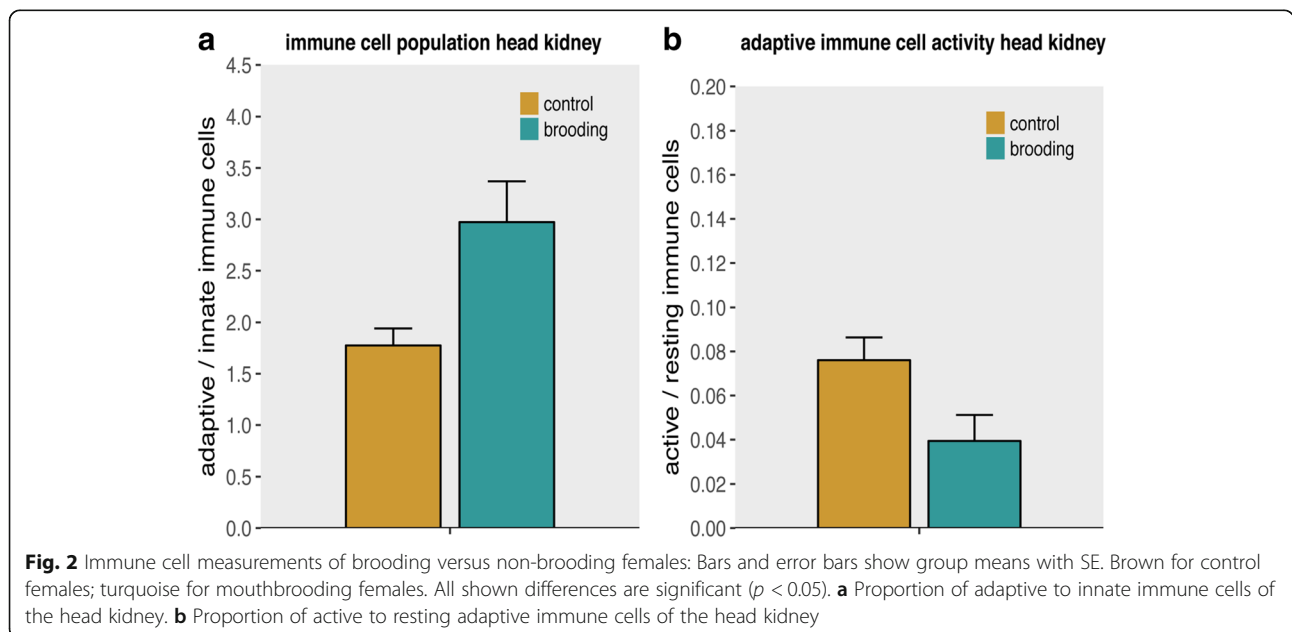 a immune cell population head kidney
adaptive / innate immune cells
4.5
4.0
3.5
3.0
2.5
2.0
1.5
1.0
0.5
0.0
control
brooding
b adaptive immune cell activity head kidney
active / resting immune cells
0.20
0.18
0.16
0.14
0.12
0.10
0.08
0.06
0.04
0.02
0.00
control
brooding
Fig. 2 Immune cell measurements of brooding versus non-brooding females: Bars and error bars show group means with SE. Brown for control
females; turquoise for mouthbrooding females. All shown differences are significant (p < 0.05). a Proportion of adaptive to innate immune cells of
the head kidney. b Proportion of active to resting adaptive immune cells of the head kidney